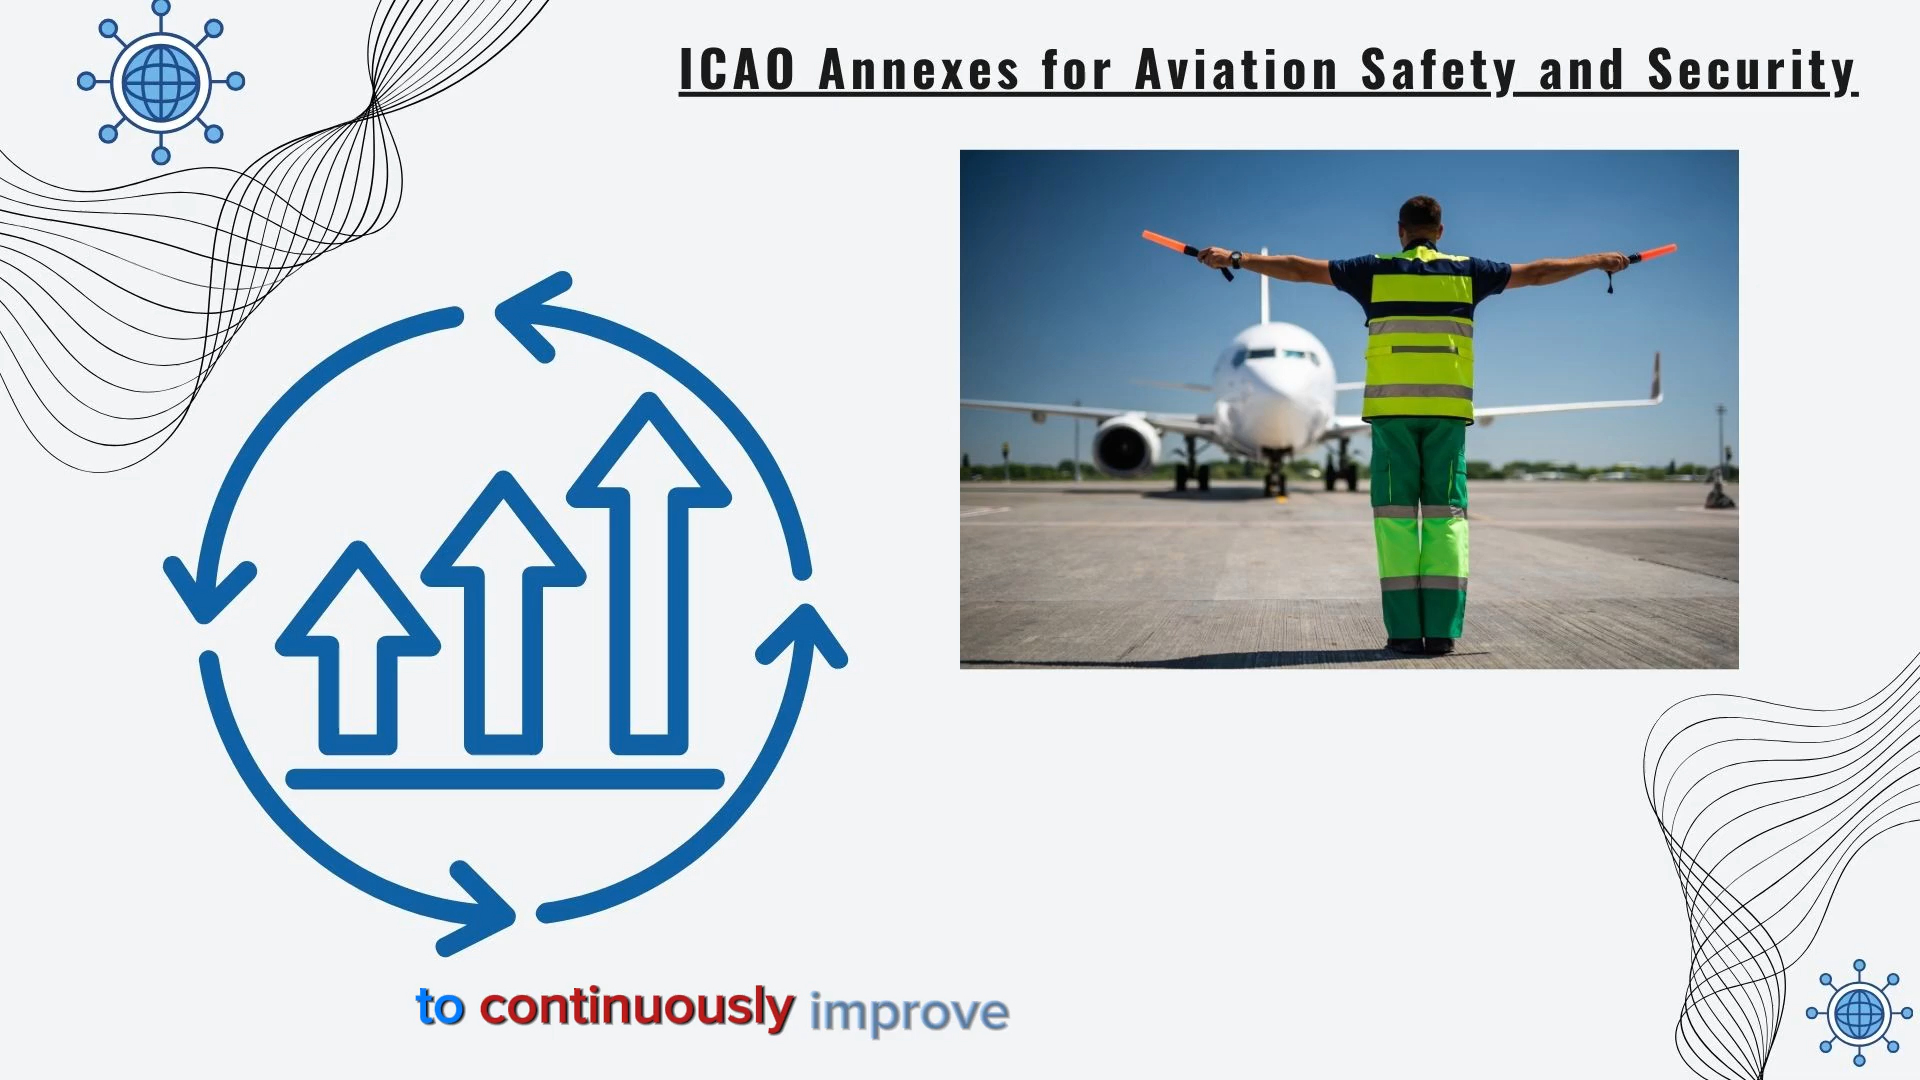 ICAO Annexes for Aviation Safety and Security
to continuously improve